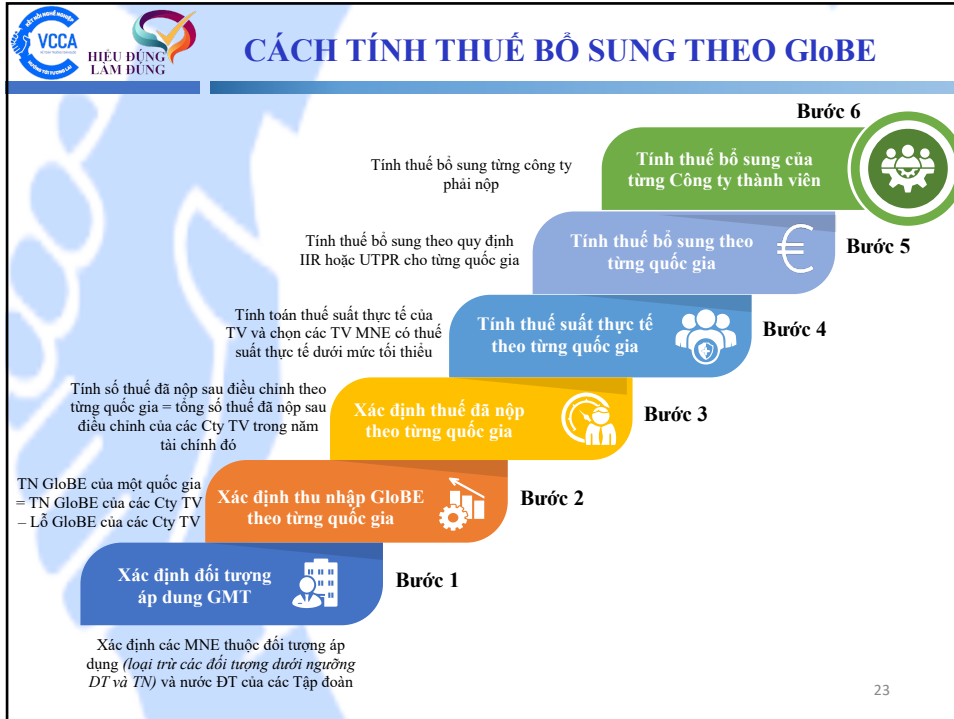 KẾT NỐI NGHỀ NGHIỆP
VCCA
HƯỚNG TỚI TƯƠNG LAI
HIỂU ĐÚNG
LÀM ĐÚNG
CÁCH TÍNH THUẾ BỔ SUNG THEO GloBE
Bước 6
Tính thuế bổ sung từng công ty
phải nộp
Tính thuế bổ sung của
từng Công ty thành viên
Tính thuế bổ sung theo quy định
IIR hoặc UTPR cho từng quốc gia
Tính thuế bổ sung theo
từng quốc gia
Bước 5
Tính toán thuế suất thực tế của
TV và chọn các TV MNE có thuế
suất thực tế dưới mức tối thiểu
Tính thuế suất thực tế
theo từng quốc gia
Bước 4
Tính số thuế đã nộp sau điều chỉnh theo
từng quốc gia = tổng số thuế đã nộp sau
điều chỉnh của các Cty TV trong năm
tài chính đó
Xác định thuế đã nộp
theo từng quốc gia
Bước 3
TN GloBE của một quốc gia
= TN GloBE của các Cty TV
– Lỗ GloBE của các Cty TV
Xác định thu nhập GloBE
theo từng quốc gia
Bước 2
Xác định đối tượng
áp dung GMT
Bước 1
Xác định các MNE thuộc đối tượng áp
dụng (loại trừ các đối tượng dưới ngưỡng
DT và TN) và nước ĐT của các Tập đoàn
23